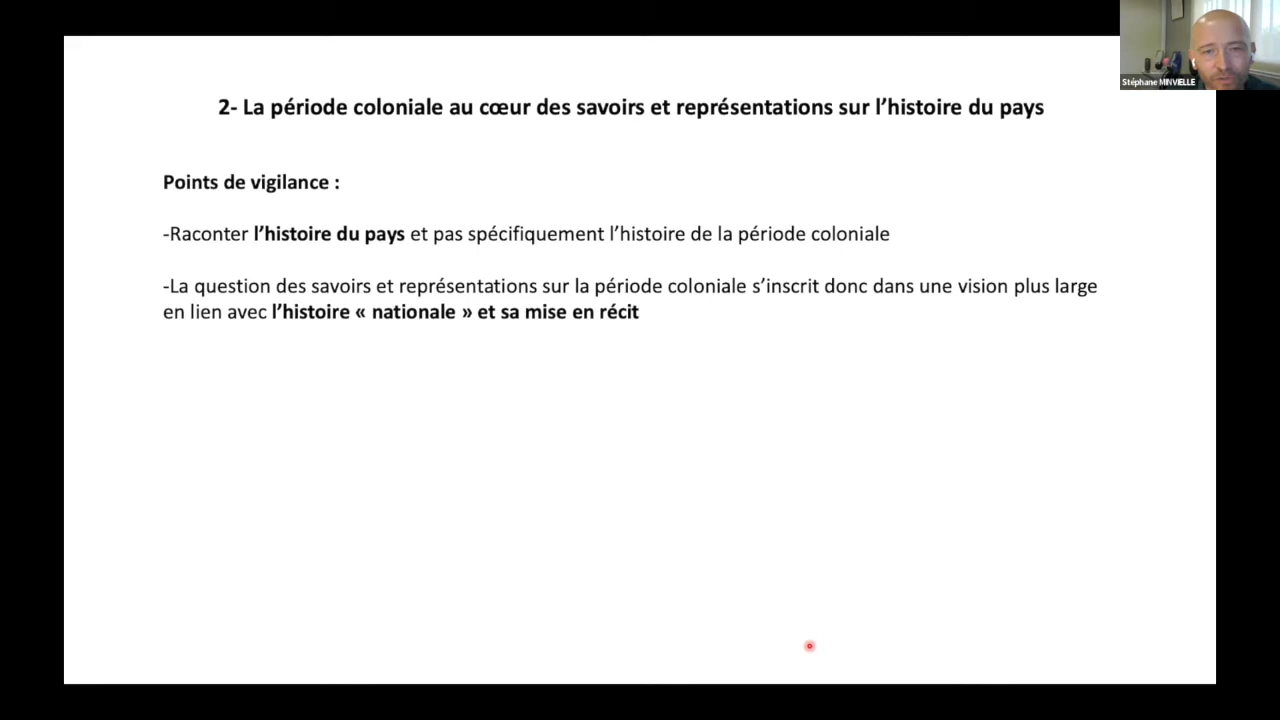 Stéphane MINVIELLE
2- La période coloniale au cœur des savoirs et représentations sur l’histoire du pays
Points de vigilance :
-Raconter l’histoire du pays et pas spécifiquement l’histoire de la période coloniale
-La question des savoirs et représentations sur la période coloniale s’inscrit donc dans une vision plus large
en lien avec l’histoire « nationale » et sa mise en récit